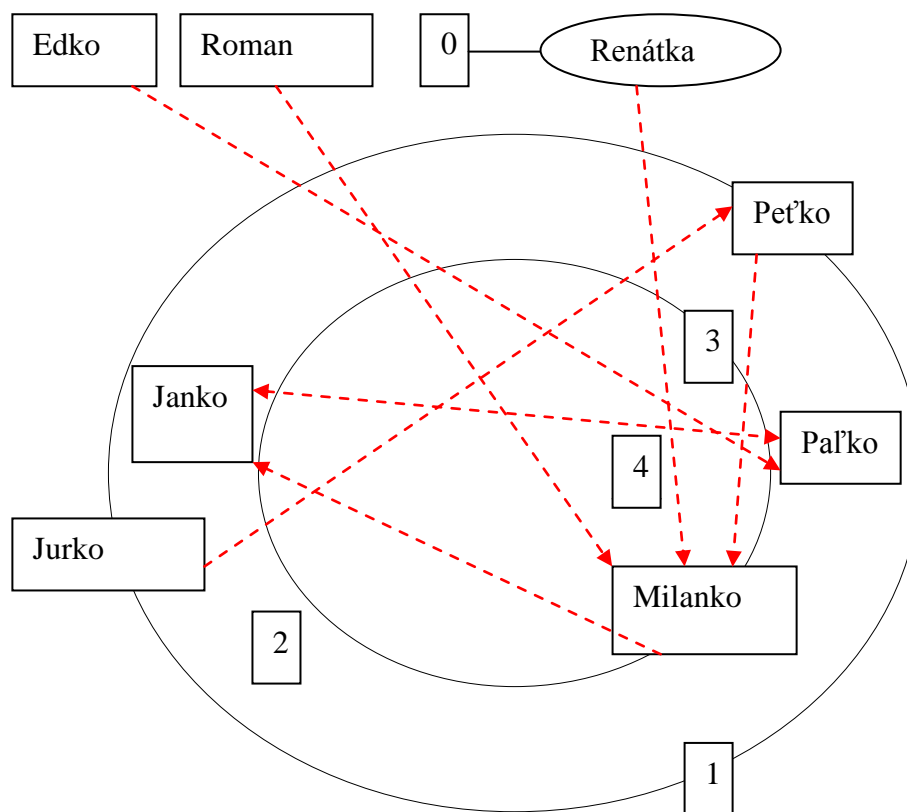 Edko
Roman
0
Renátka
Peťko
3
Janko
Paľko
4
Jurko
Milanko
2
1